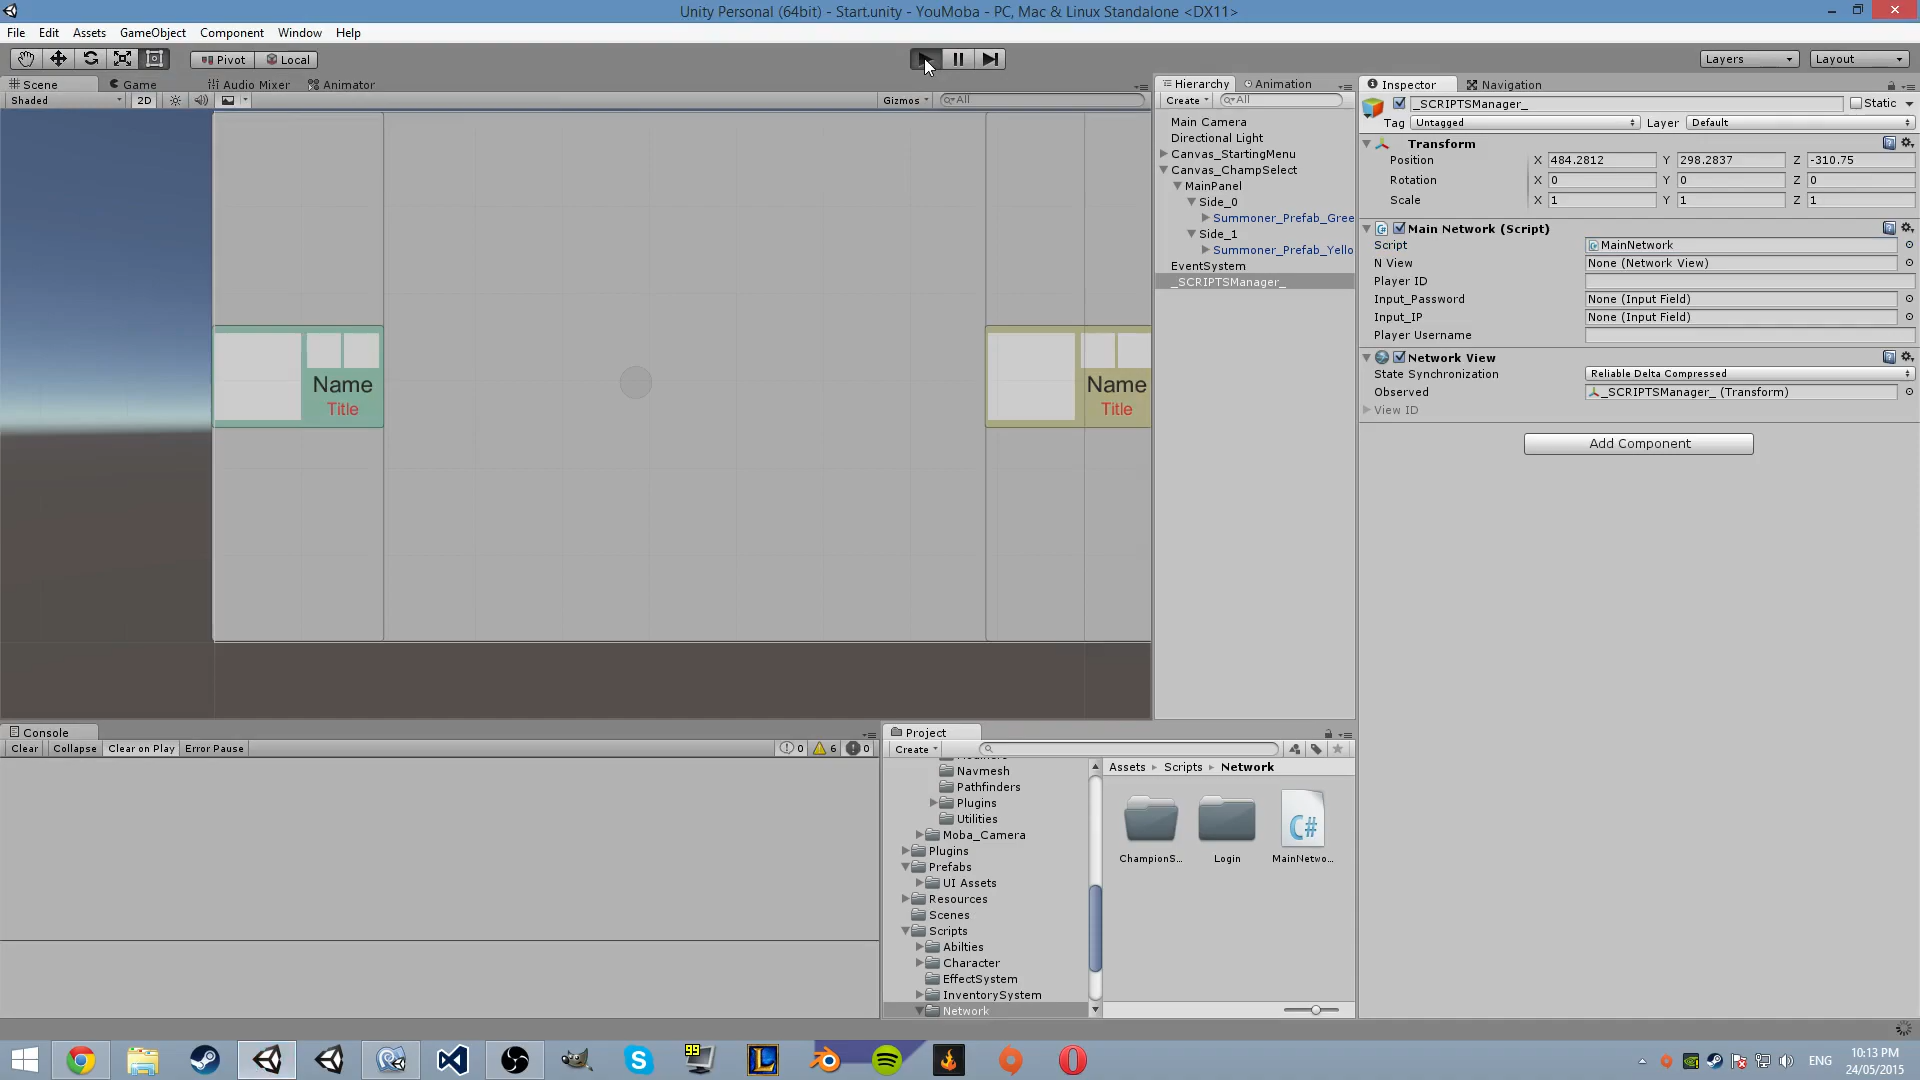 Unity Personal (64bit) - Start.unity - YouMoba - PC, Mac & Linux Standalone <DX11>
File Edit Assets GameObject Component Window Help
Pivot Local Layers Layout
Scene Game Audio Mixer Animator
Shaded 2D Gizmos All
Hierarchy Animation
Create All
Main Camera
Directional Light
Canvas_StartingMenu
Canvas_ChampSelect
MainPanel
Side_0
Summoner_Prefab_Gree
Side_1
Summoner_Prefab_Yello
EventSystem
_SCRIPTSManager_
Inspector Navigation
_SCRIPTSManager_ Static
Tag Untagged Layer Default
Transform
Position X 484.2812 Y 298.2837 Z -310.75
Rotation X 0 Y 0 Z 0
Scale X 1 Y 1 Z 1
Main Network (Script)
Script MainNetwork
N View None (Network View)
Player ID
Input_Password None (Input Field)
Input_IP None (Input Field)
Player Username
Network View
State Synchronization Reliable Delta Compressed
Observed _SCRIPTSManager_ (Transform)
View ID
Add Component
Name
Title
Name
Title
Console
Clear Collapse Clear on Play Error Pause 0 6 0
Project
Create
Navmesh
Pathfinders
Plugins
Utilities
Moba_Camera
Plugins
Prefabs
UI Assets
Resources
Scenes
Scripts
Abilties
Character
EffectSystem
InventorySystem
Network
Assets Scripts Network
C#
ChampionS... Login MainNetwo...
99
L
ENG
10:13 PM
24/05/2015